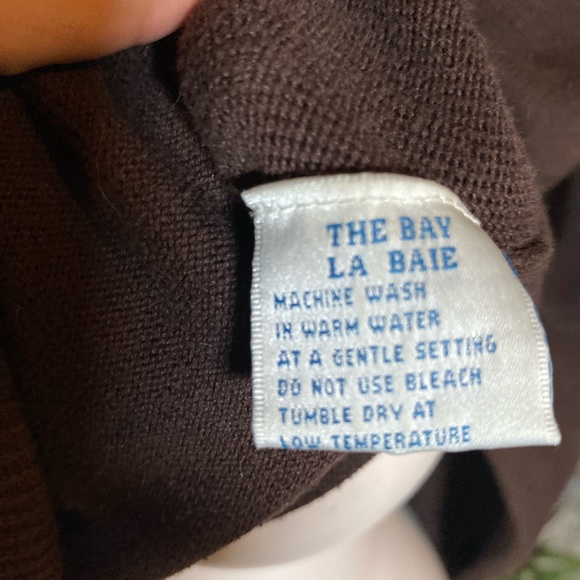 THE BAY
LA BAIE
MACHINE WASH
IN WARM WATER
AT A GENTLE SETTING
DO NOT USE BLEACH
TUMBLE DRY AT
LOW TEMPERATURE